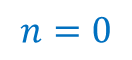 n = 0